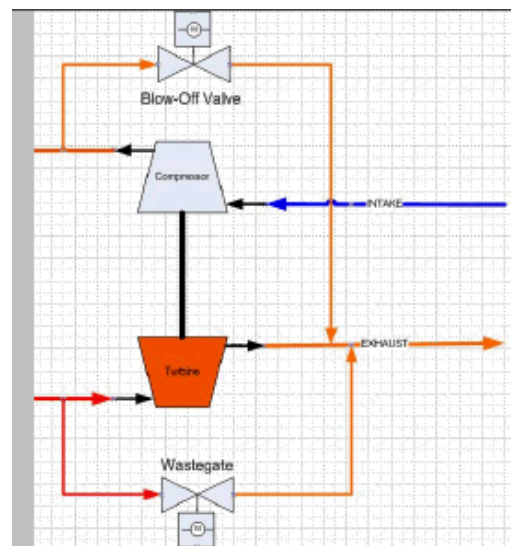 Blow-Off Valve
Compressor
INTAKE
EXHAUST
Turbine
Wastegate